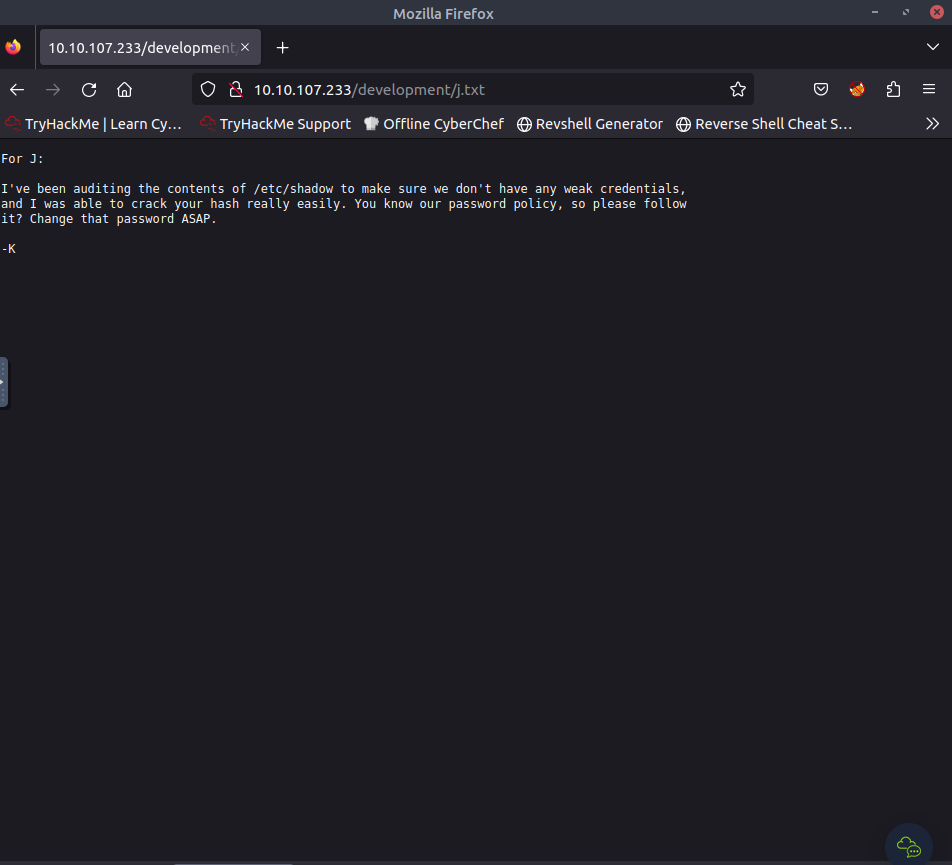 Mozilla Firefox
10.10.107.233/development
10.10.107.233/development/j.txt
TryHackMe | Learn Cy… TryHackMe Support Offline CyberChef Revshell Generator Reverse Shell Cheat S…
For J:
I've been auditing the contents of /etc/shadow to make sure we don't have any weak credentials,
and I was able to crack your hash really easily. You know our password policy, so please follow
it? Change that password ASAP.
-K